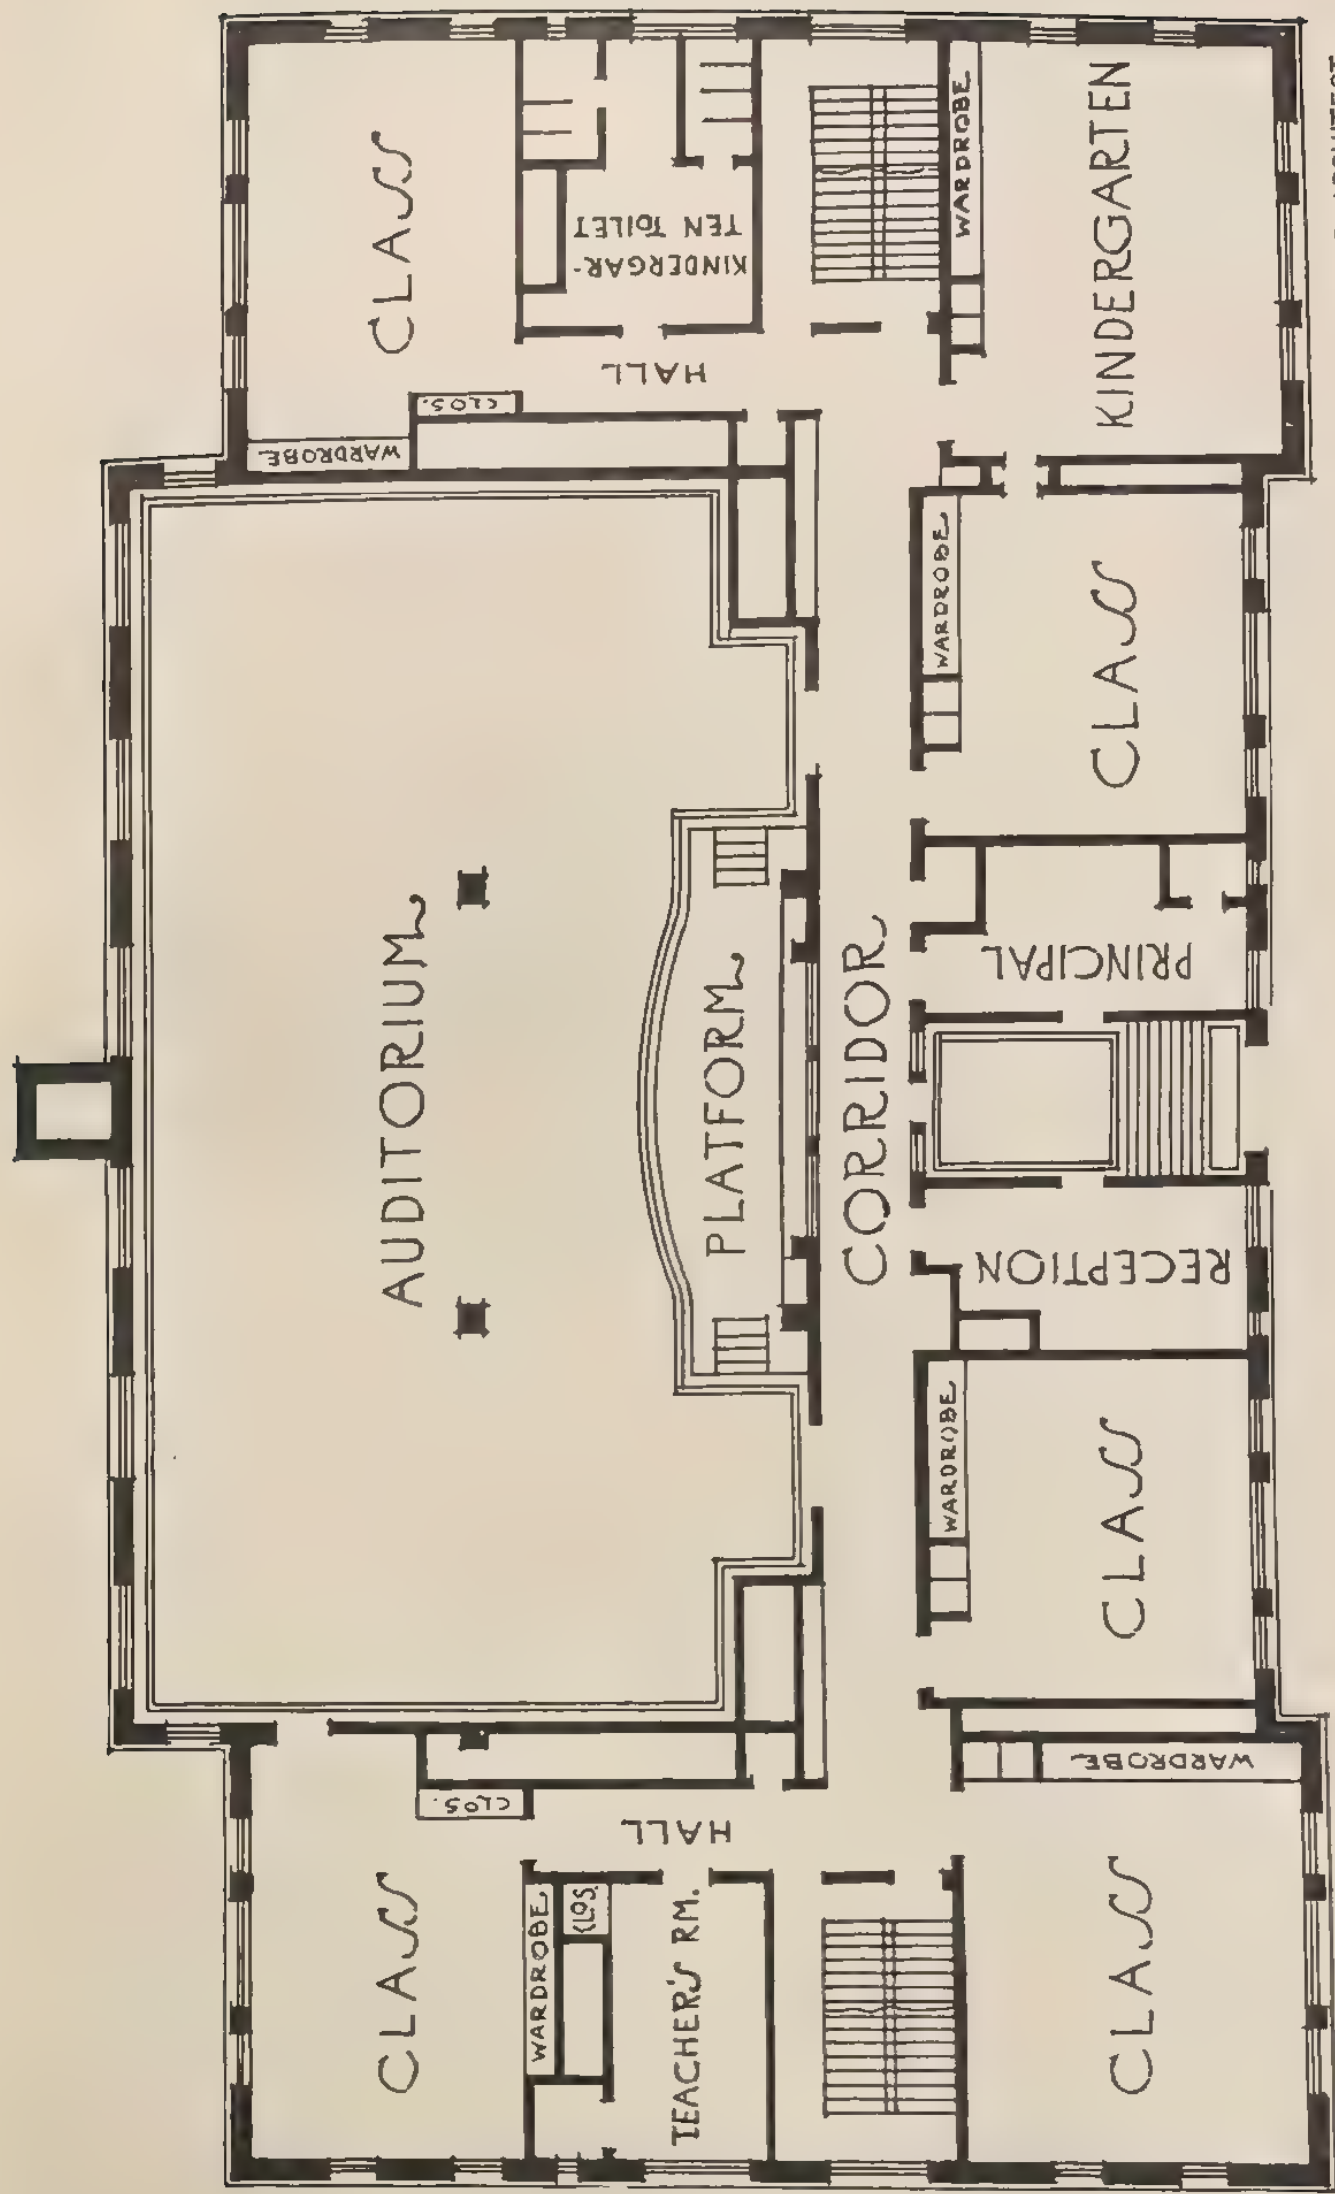 CLASS
AUDITORIUM
CLASS
WARDROBE
CLOS.
CLOS.
WARDROBE
CLOS.
TEACHER'S RM.
HALL
PLATFORM
HALL
KINDERGAR-
TEN TOILET
CORRIDOR
WARDROBE
WARDROBE
WARDROBE
CLASS
WARDROBE
CLASS
RECEPTION
PRINCIPAL
CLASS
KINDERGARTEN